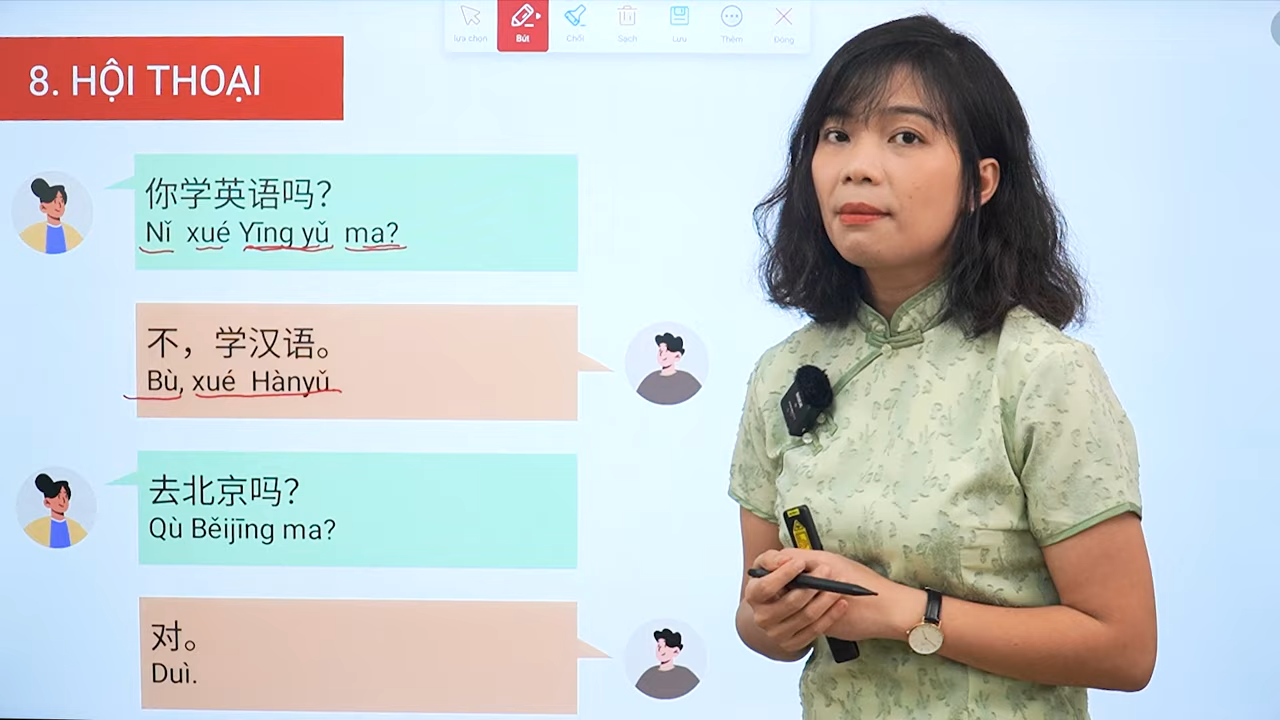 lựa chọn Bút Chổi Sạch Lưu Thêm Đóng
8. HỘI THOẠI
你学英语吗?
Nǐ xué Yīng yǔ ma?
不，学汉语。
Bù, xué Hànyǔ.
去北京吗?
Qù Běijīng ma?
对。
Duì.